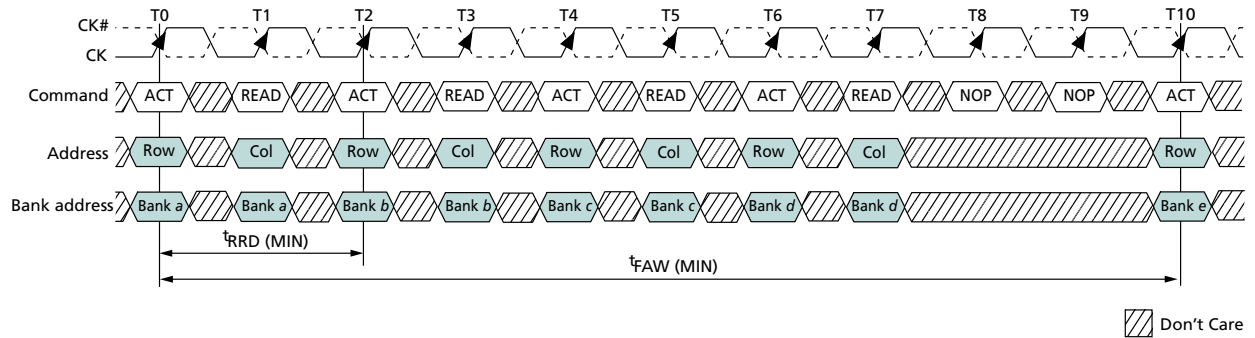 T0 T1 T2 T3 T4 T5 T6 T7 T8 T9 T10
CK#
CK
Command ACT READ ACT READ ACT READ ACT READ NOP NOP ACT
Address Row Col Row Col Row Col Row Col Row
Bank address Bank a Bank a Bank b Bank b Bank c Bank c Bank d Bank d Bank e
tRRD (MIN)
tFAW (MIN)
Don't Care